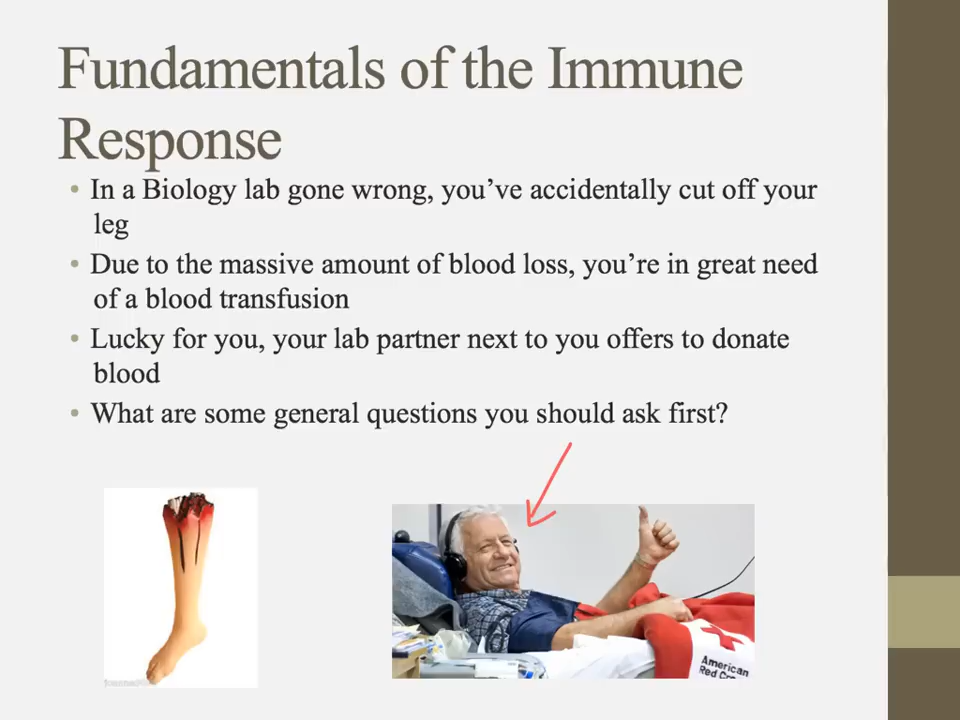 Fundamentals of the Immune
Response
• In a Biology lab gone wrong, you’ve accidentally cut off your
leg
• Due to the massive amount of blood loss, you’re in great need
of a blood transfusion
• Lucky for you, your lab partner next to you offers to donate
blood
• What are some general questions you should ask first?
American
Red Cro